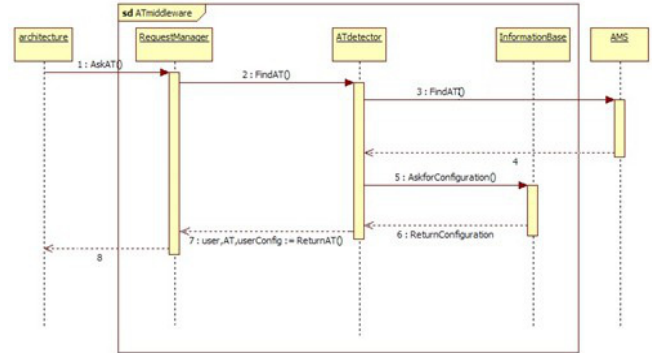 sd ATmiddleware
architecture
RequestManager
ATdetector
InformationBase
AMS
1 : AskAT()
2 : FindAT()
3 : FindAT()
4
5 : AskforConfiguration()
6 : ReturnConfiguration
7 : user,AT,userConfig := ReturnAT()
8